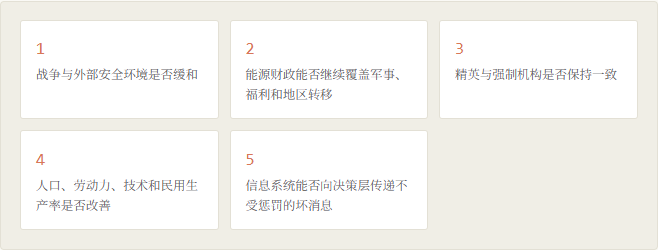 1
战争与外部安全环境是否缓和
2
能源财政能否继续覆盖军事、
福利和地区转移
3
精英与强制机构是否保持一致
4
人口、劳动力、技术和民用生
产率是否改善
5
信息系统能否向决策层传递不
受惩罚的坏消息